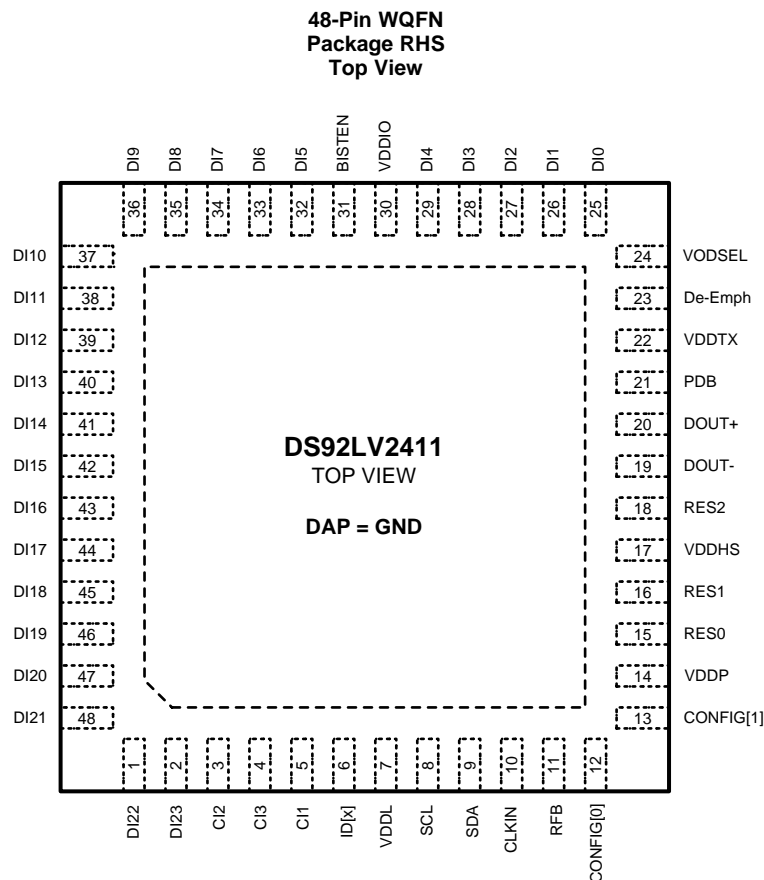 48-Pin WQFN
Package RHS
Top View
DI9
DI8
DI7
DI6
DI5
BISTEN
VDDIO
DI4
DI3
DI2
DI1
DI0
36
35
34
33
32
31
30
29
28
27
26
25
DI10 37
24 VODSEL
DI11 38
23 De-Emph
DI12 39
22 VDDTX
DI13 40
21 PDB
DI14 41
20 DOUT+
DI15 42
19 DOUT-
DI16 43
18 RES2
DI17 44
17 VDDHS
DI18 45
16 RES1
DI19 46
15 RES0
DI20 47
14 VDDP
DI21 48
13 CONFIG[1]
DS92LV2411
TOP VIEW
DAP = GND
1
2
3
4
5
6
7
8
9
10
11
12
DI22
DI23
CI2
CI3
CI1
ID[x]
VDDL
SCL
SDA
CLKIN
RFB
CONFIG[0]